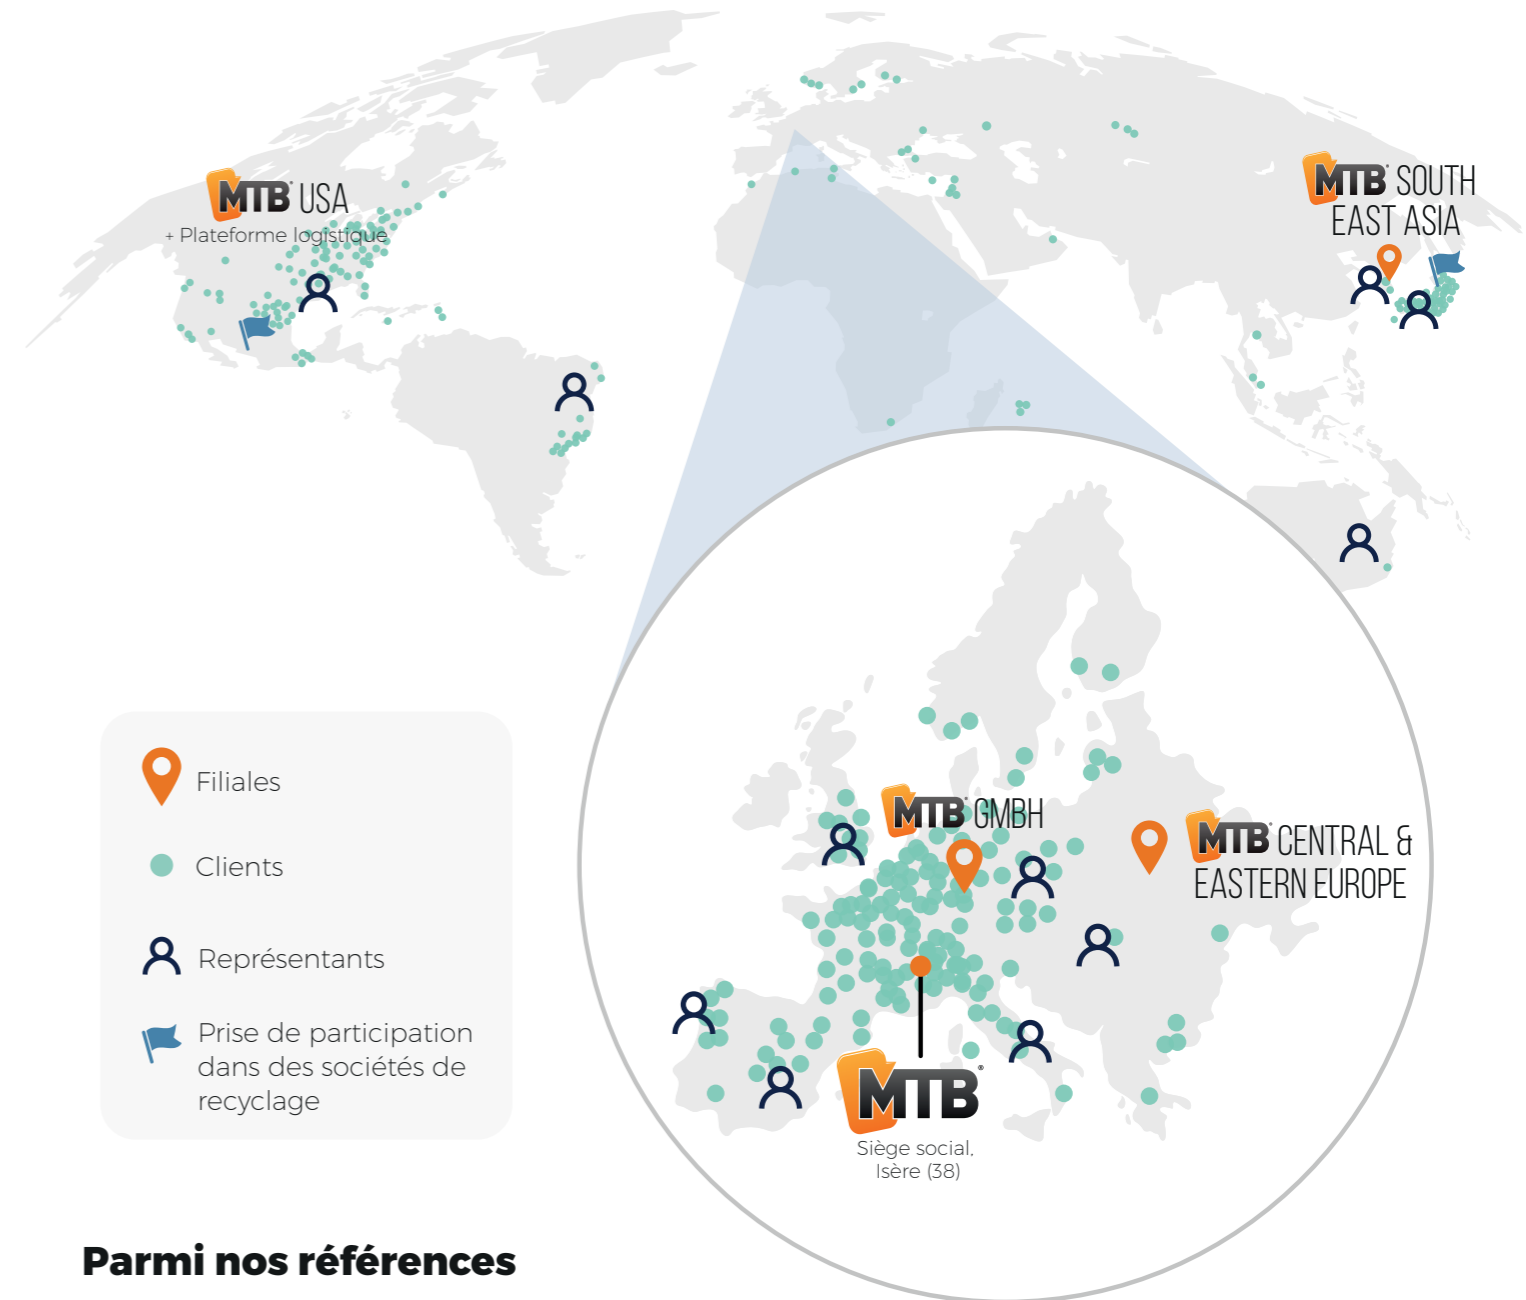 MTB® USA
+ Plateforme logistique
MTB® SOUTH
EAST ASIA
MTB® GMBH
MTB® CENTRAL &
EASTERN EUROPE
MTB®
Siège social,
Isère (38)
Filiales
Clients
Représentants
Prise de participation
dans des sociétés de
recyclage
Parmi nos références